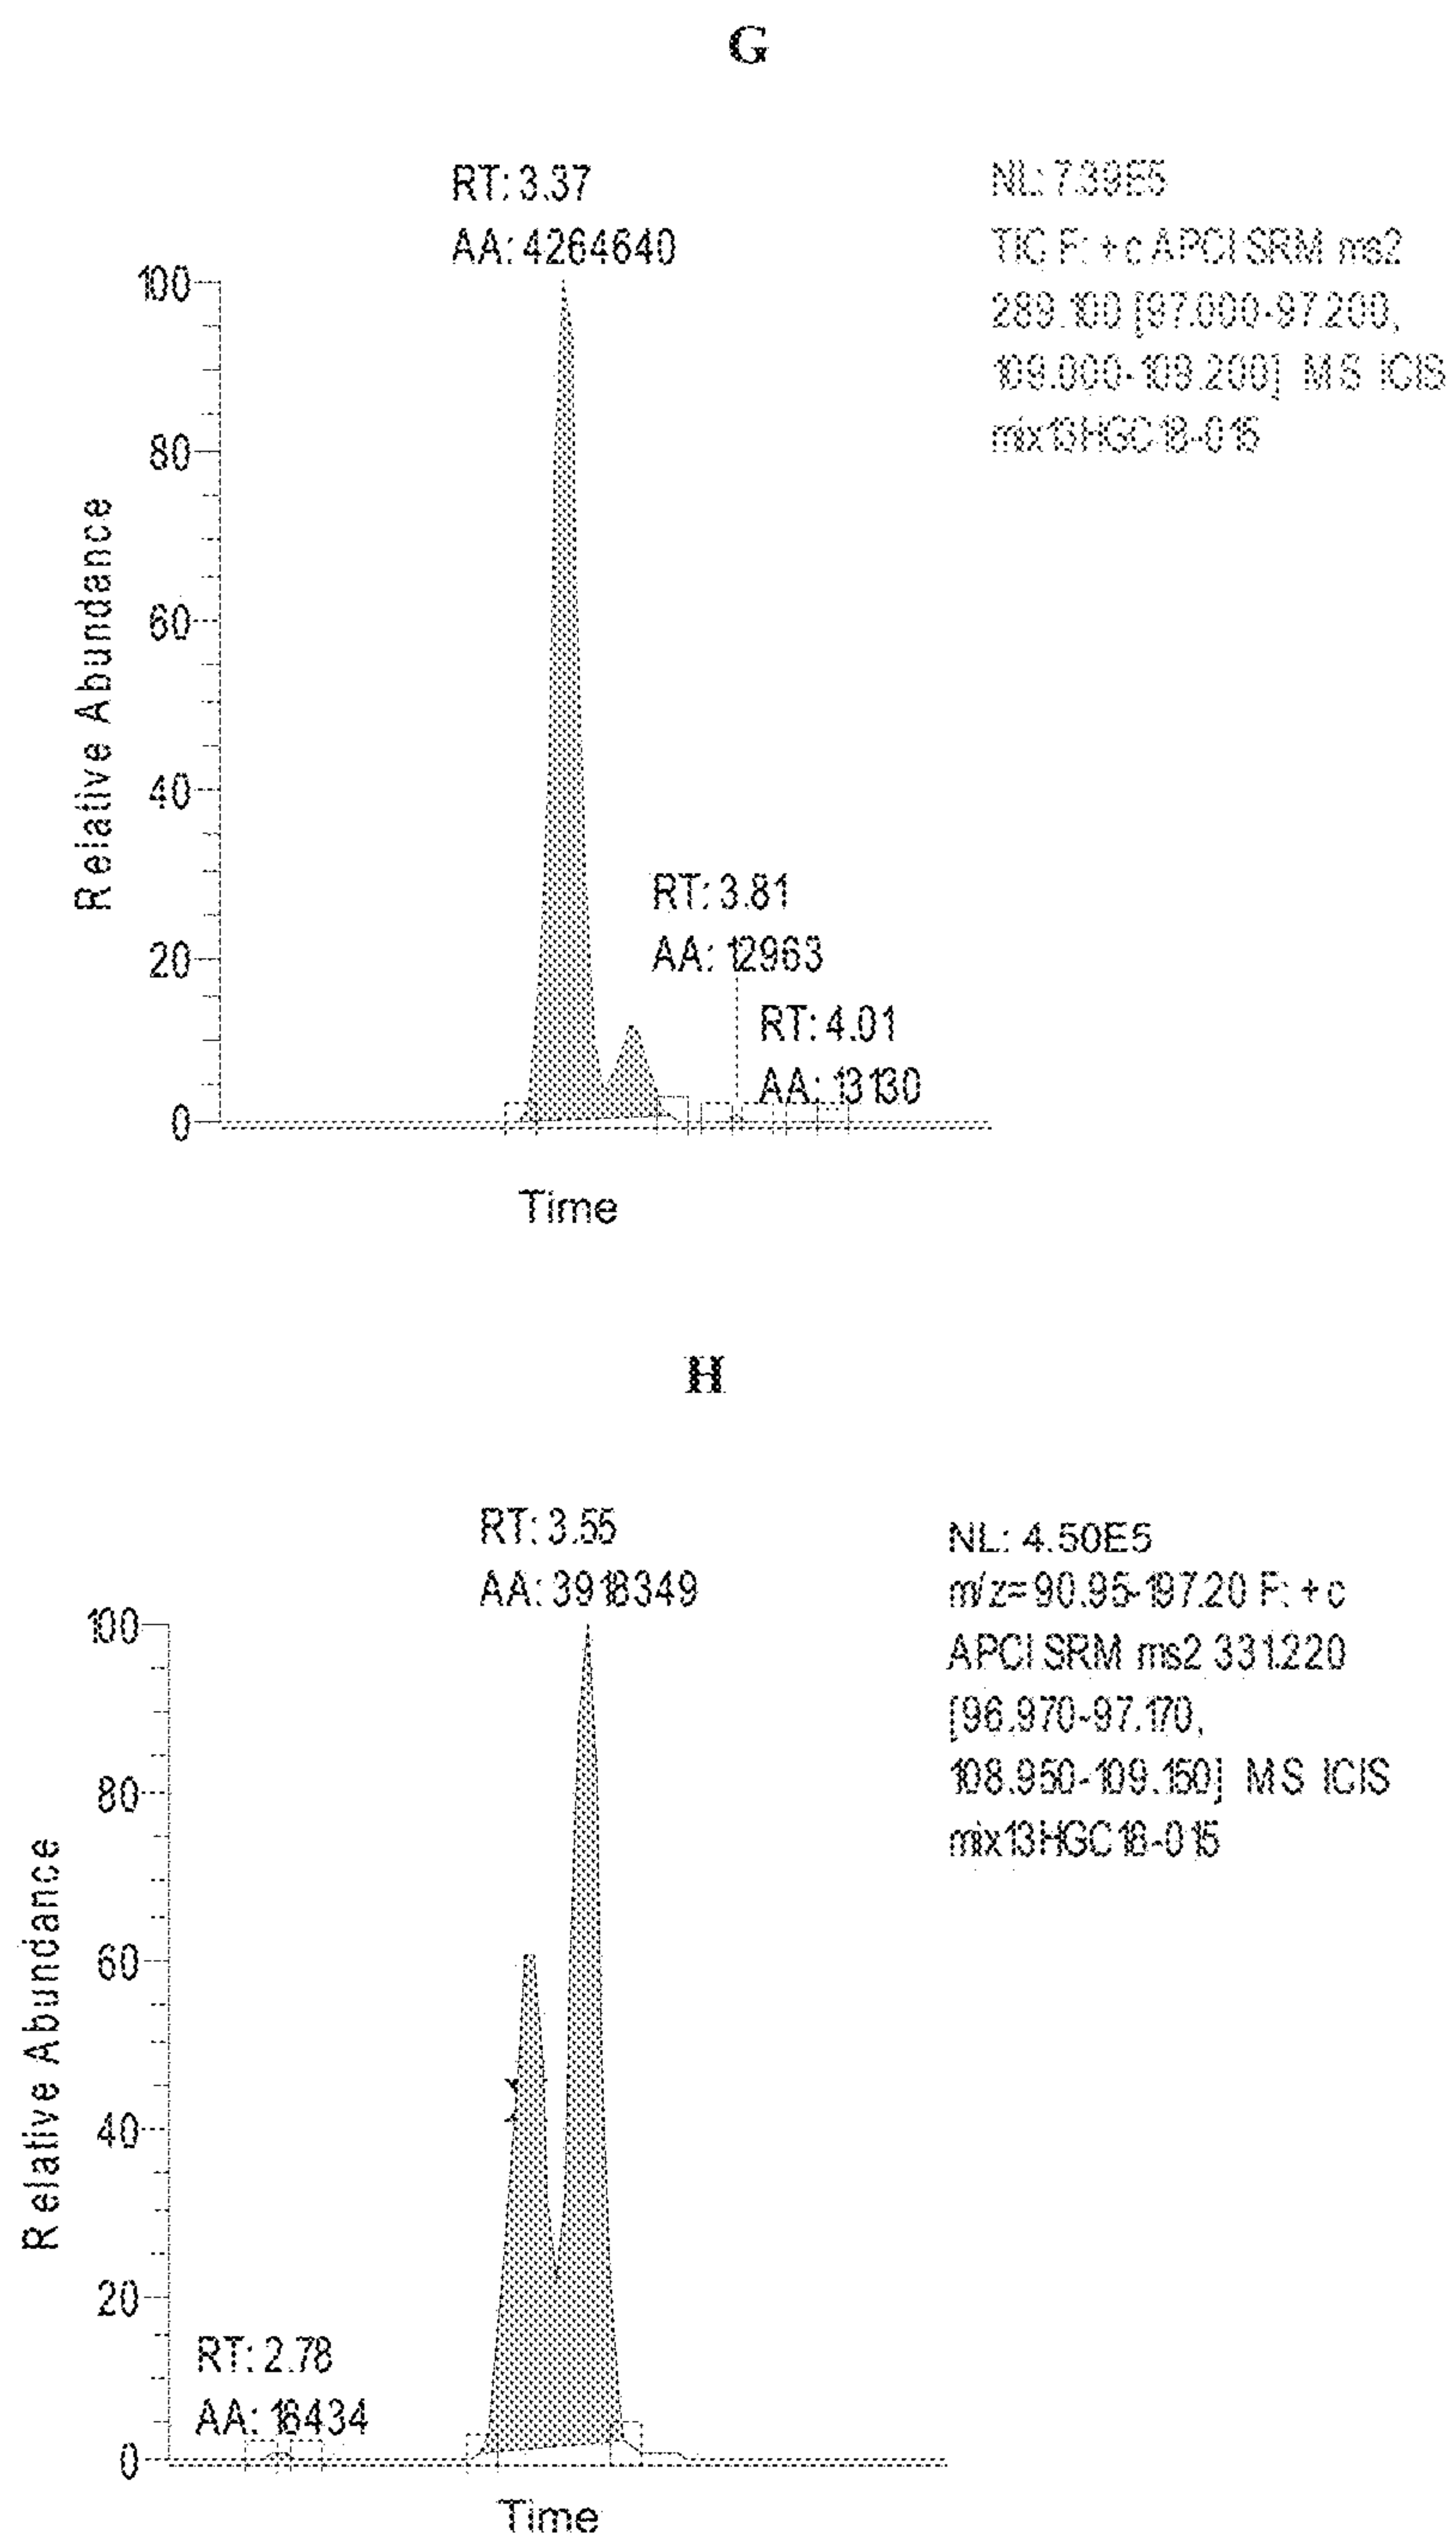 G
RT: 3.37
AA: 4264640
NL: 7.39E5
TIC F: + c APCI SRM ms2
289.100 [97.000-97.200,
109.000-109.200] MS ICIS
mix13HGC18-015
100
80
60
40
20
0
Relative Abundance
RT: 3.81
AA: 12963
RT: 4.01
AA: 13130
Time
H
RT: 3.55
AA: 3918349
NL: 4.50E5
m/z= 90.95-197.20 F: + c
APCI SRM ms2 331.220
[96.970-97.170,
108.950-109.150] MS ICIS
mix13HGC18-015
100
80
60
40
20
0
Relative Abundance
RT: 2.78
AA: 16434
Time